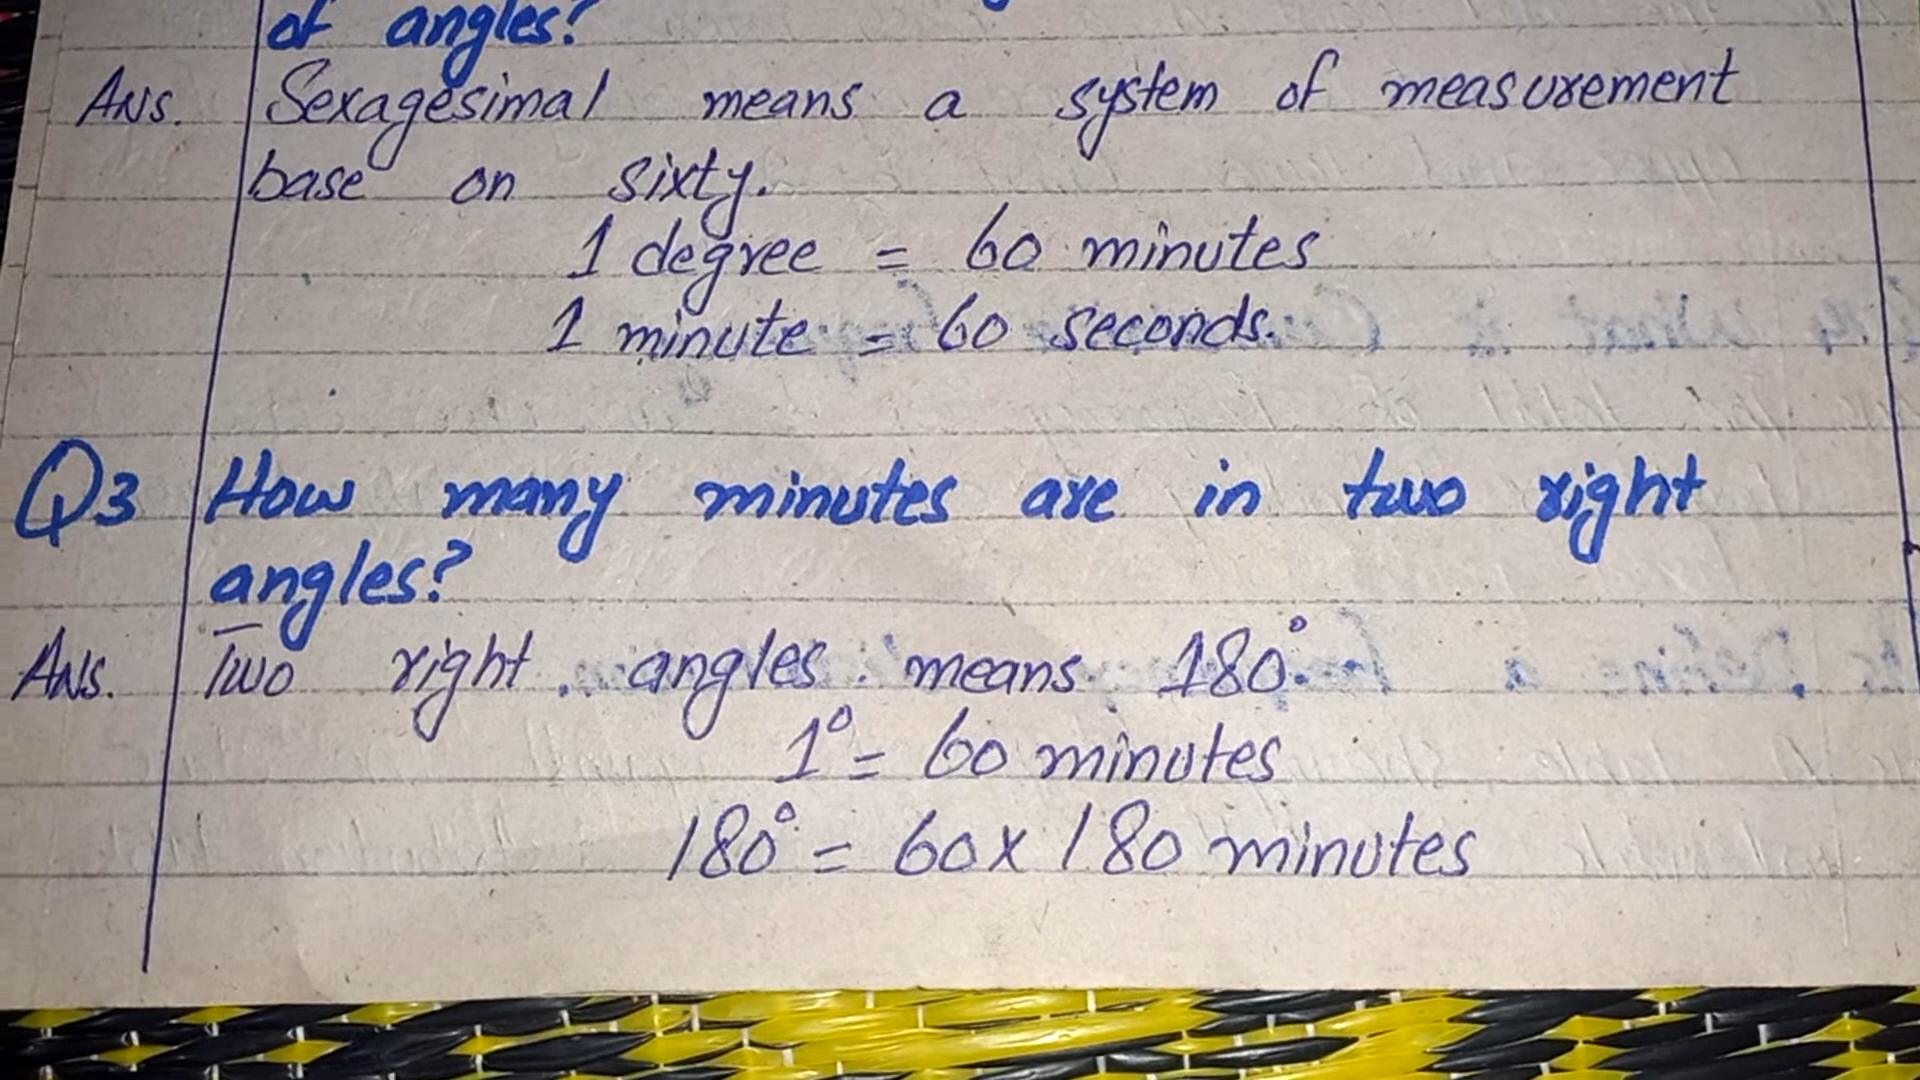 of angles?
Ans. Sexagesimal means a system of measurement
base on sixty.
1 degree = 60 minutes
1 minute = 60 seconds.
Q3 How many minutes are in two right
angles?
Ans. Two right angles means 180°
1° = 60 minutes
180° = 60 x 180 minutes